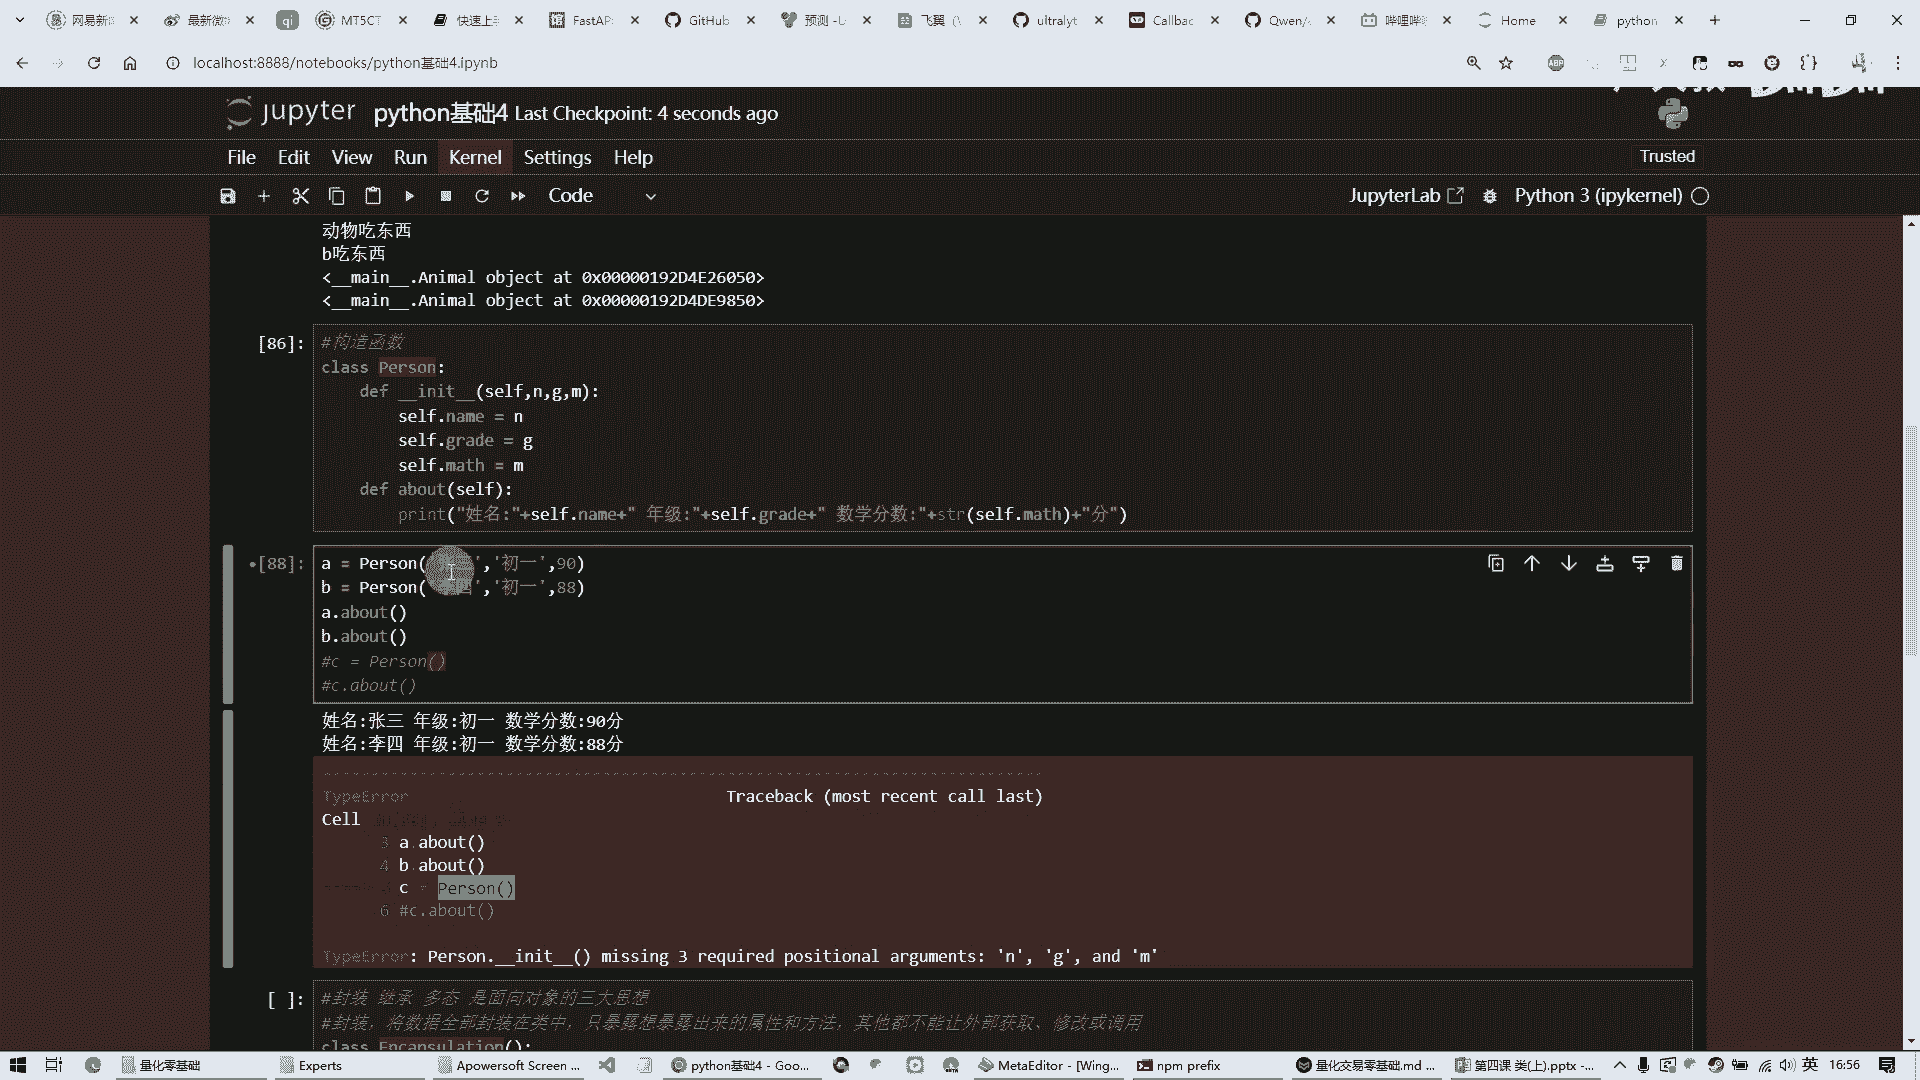 网易新
最新微
qi
MT5CT
快速上
FastAP
GitHub
预测 - U
飞翼 (V
ultralyt
Callbac
Qwen/
哔哩哔
Home
python
localhost:8888/notebooks/python基础4.ipynb
ABP
jupyter python基础4 Last Checkpoint: 4 seconds ago
File Edit View Run Kernel Settings Help
Trusted
Code
JupyterLab
Python 3 (ipykernel)
动物吃东西
b吃东西
<__main__.Animal object at 0x00000192D4E26050>
<__main__.Animal object at 0x00000192D4DE9850>
[86]:
#构造函数
class Person:
def __init__(self,n,g,m):
self.name = n
self.grade = g
self.math = m
def about(self):
print("姓名:"+self.name+" 年级:"+self.grade+" 数学分数:"+str(self.math)+"分")
[88]:
a = Person( ','初一',90)
b = Person( ','初一',88)
a.about()
b.about()
#c = Person()
#c.about()
姓名:张三 年级:初一 数学分数:90分
姓名:李四 年级:初一 数学分数:88分
TypeError Traceback (most recent call last)
Cell
3 a.about()
4 b.about()
c = Person()
6 #c.about()
TypeError: Person.__init__() missing 3 required positional arguments: 'n', 'g', and 'm'
[ ]:
#封装 继承 多态 是面向对象的三大思想
#封装，将数据全部封装在类中，只暴露想暴露出来的属性和方法，其他都不能让外部获取、修改或调用
class Encapsulation():
量化零基础
Experts
Apowersoft Screen ...
python基础4 - Goo...
MetaEditor - [Wing...
npm prefix
量化交易零基础.md ...
第四课 类(上).pptx -...
英
16:56